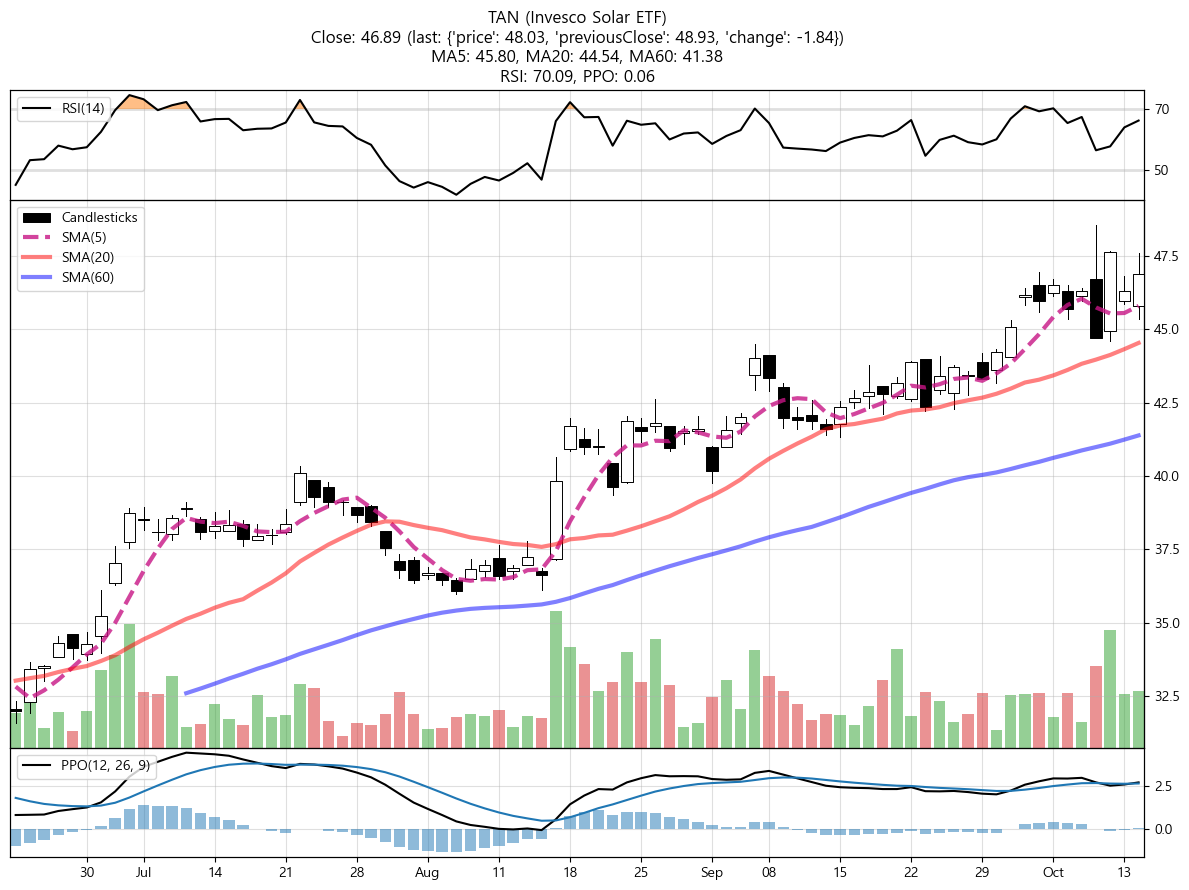 TAN (Invesco Solar ETF)
Close: 46.89 (last: {'price': 48.03, 'previousClose': 48.93, 'change': -1.84})
MA5: 45.80, MA20: 44.54, MA60: 41.38
RSI: 70.09, PPO: 0.06
RSI(14)
70
50
Candlesticks
SMA(5)
SMA(20)
SMA(60)
47.5
45.0
42.5
40.0
37.5
35.0
32.5
PPO(12, 26, 9)
2.5
0.0
30 Jul 14 21 28 Aug 11 18 25 Sep 08 15 22 29 Oct 13